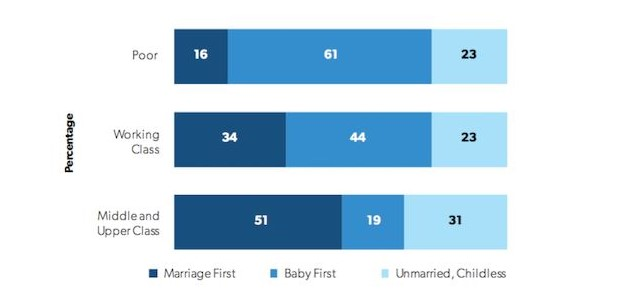 Poor 16 61 23
Percentage
Working
Class
34 44 23
Middle and
Upper Class
51 19 31
Marriage First Baby First Unmarried, Childless